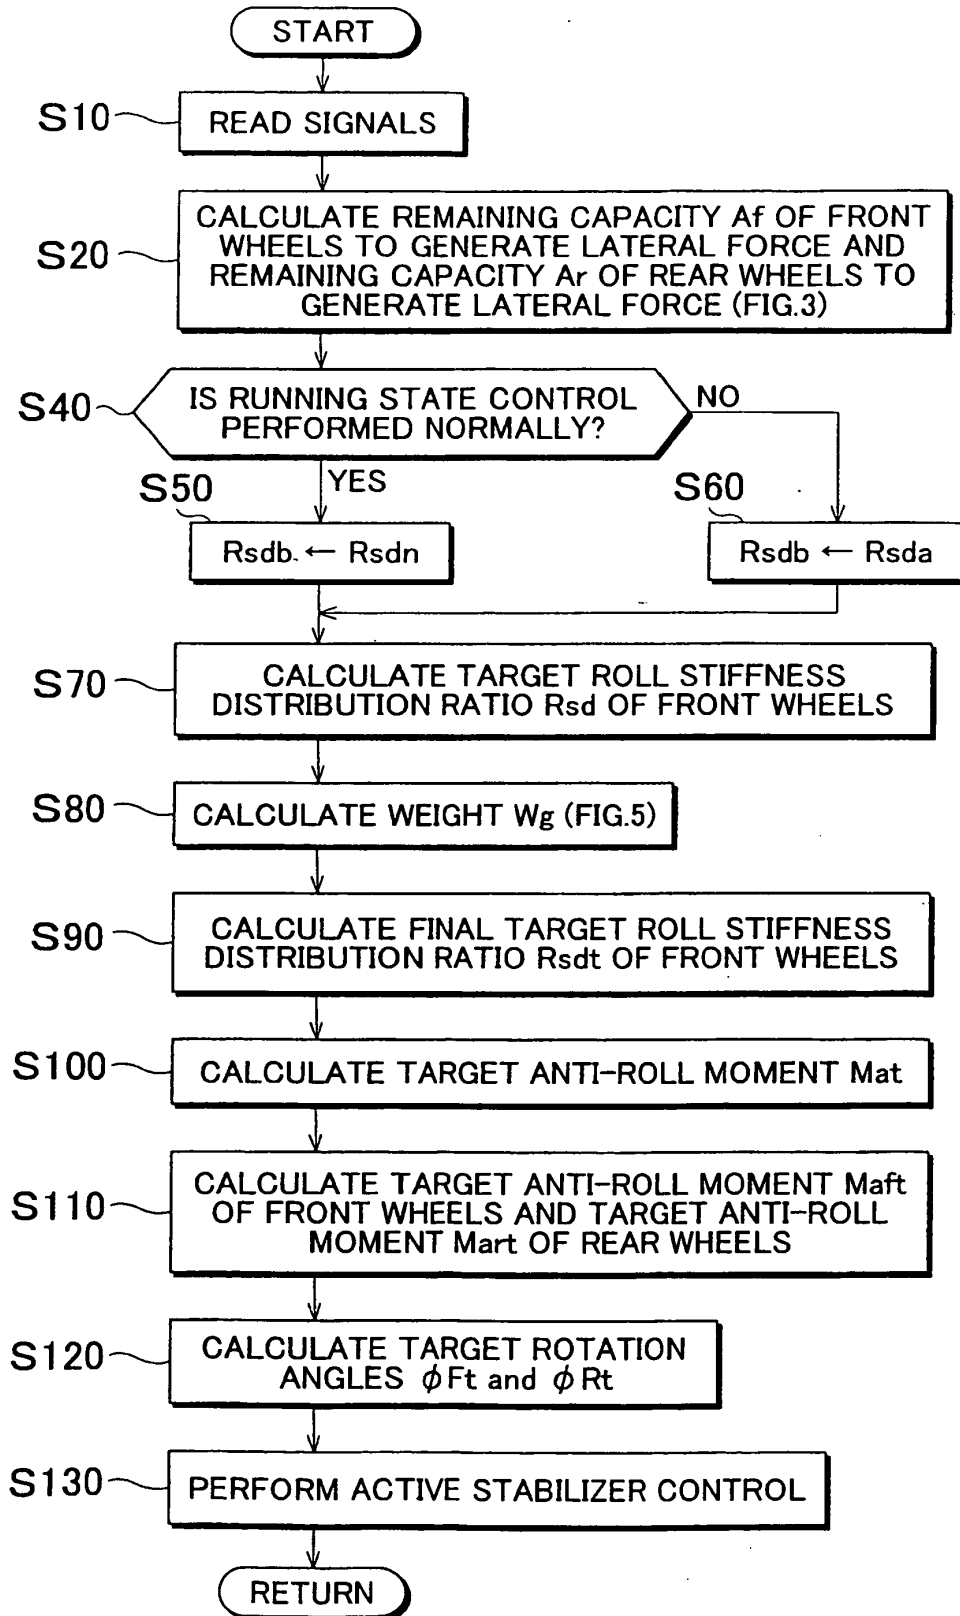 START
S10
READ SIGNALS
S20
CALCULATE REMAINING CAPACITY Af OF FRONT
WHEELS TO GENERATE LATERAL FORCE AND
REMAINING CAPACITY Ar OF REAR WHEELS TO
GENERATE LATERAL FORCE (FIG.3)
S40
IS RUNNING STATE CONTROL
PERFORMED NORMALLY?
NO
YES
S50
Rsdb ← Rsdn
S60
Rsdb ← Rsda
S70
CALCULATE TARGET ROLL STIFFNESS
DISTRIBUTION RATIO Rsd OF FRONT WHEELS
S80
CALCULATE WEIGHT Wg (FIG.5)
S90
CALCULATE FINAL TARGET ROLL STIFFNESS
DISTRIBUTION RATIO Rsdt OF FRONT WHEELS
S100
CALCULATE TARGET ANTI-ROLL MOMENT Mat
S110
CALCULATE TARGET ANTI-ROLL MOMENT Maft
OF FRONT WHEELS AND TARGET ANTI-ROLL
MOMENT Mart OF REAR WHEELS
S120
CALCULATE TARGET ROTATION
ANGLES φFt and φRt
S130
PERFORM ACTIVE STABILIZER CONTROL
RETURN